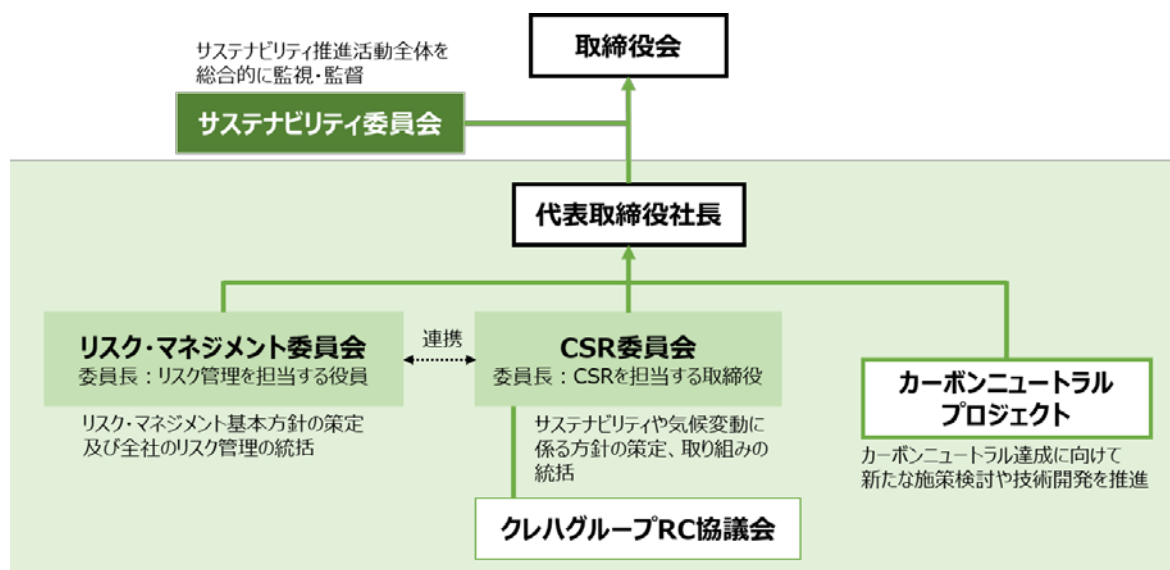 取締役会
サステナビリティ推進活動全体を
総合的に監視・監督
サステナビリティ委員会
代表取締役社長
リスク・マネジメント委員会
委員長：リスク管理を担当する役員
連携
CSR委員会
委員長：CSRを担当する取締役
カーボンニュートラル
プロジェクト
リスク・マネジメント基本方針の策定
及び全社のリスク管理の統括
サステナビリティや気候変動に
係る方針の策定、取り組みの
統括
カーボンニュートラル達成に向けて
新たな施策検討や技術開発を推進
クレハグループRC協議会